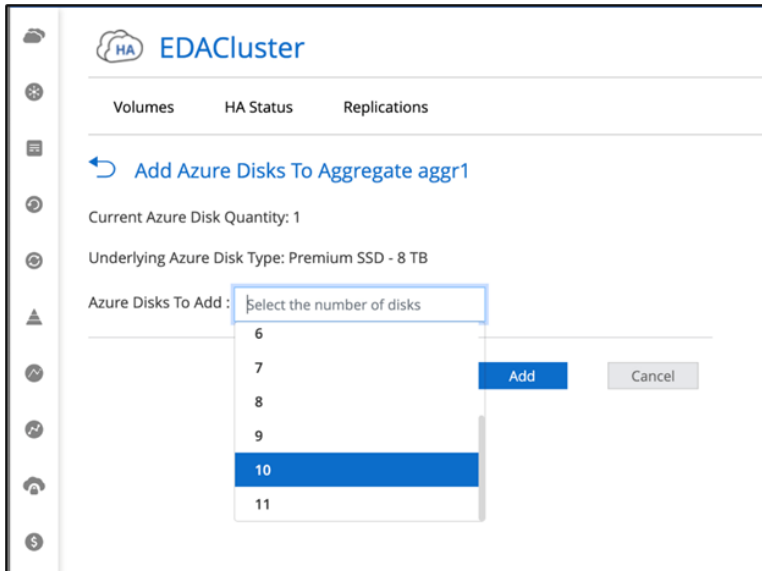 HA EDACluster
Volumes HA Status Replications
Add Azure Disks To Aggregate aggr1
Current Azure Disk Quantity: 1
Underlying Azure Disk Type: Premium SSD - 8 TB
Azure Disks To Add : Select the number of disks
6
7
8
9
10
11
Add Cancel
$